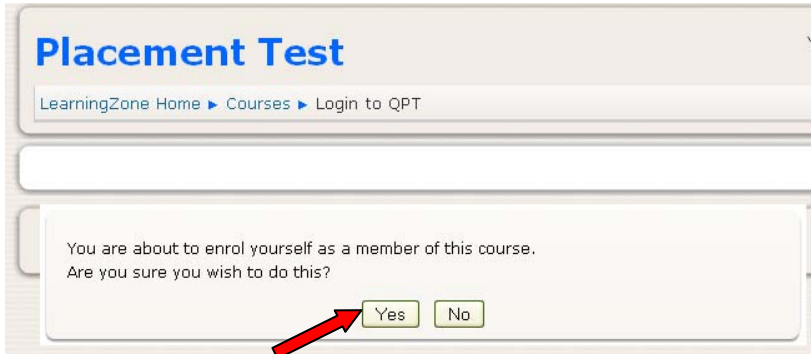 Placement Test
LearningZone Home ► Courses ► Login to QPT
You are about to enrol yourself as a member of this course.
Are you sure you wish to do this?
Yes No